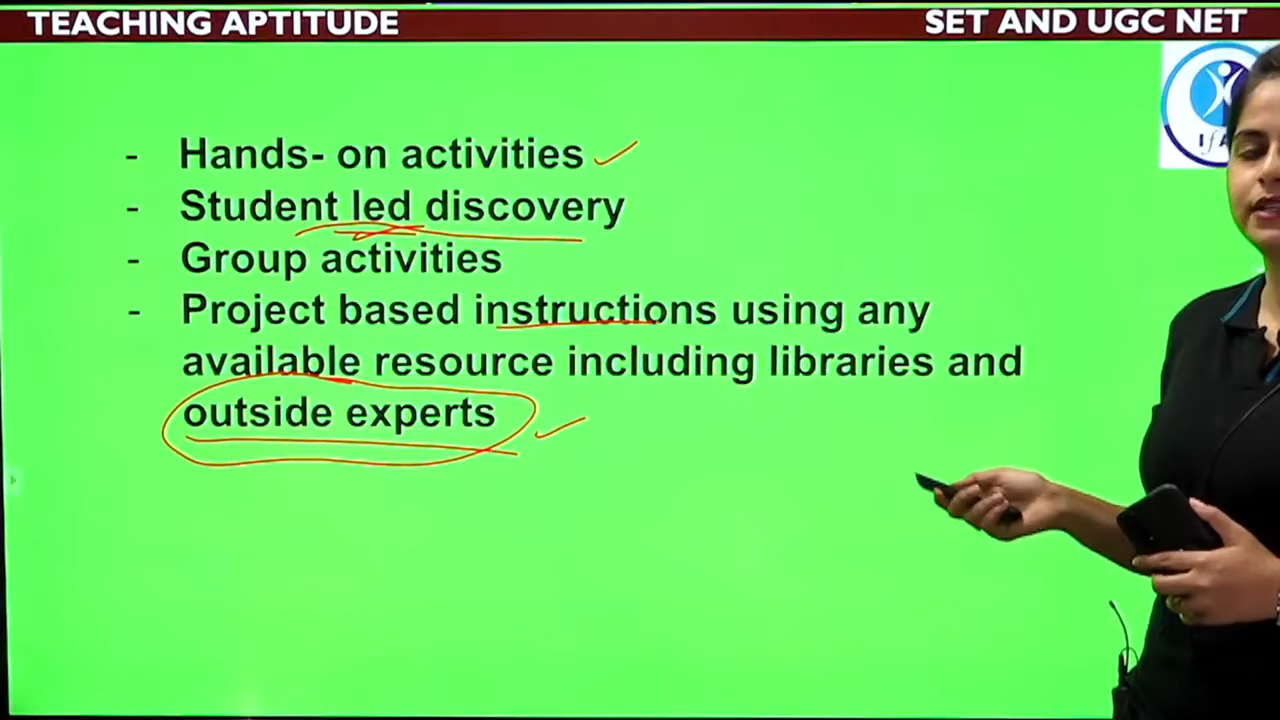 TEACHING APTITUDE
SET AND UGC NET
- Hands- on activities
- Student led discovery
- Group activities
- Project based instructions using any
available resource including libraries and
outside experts